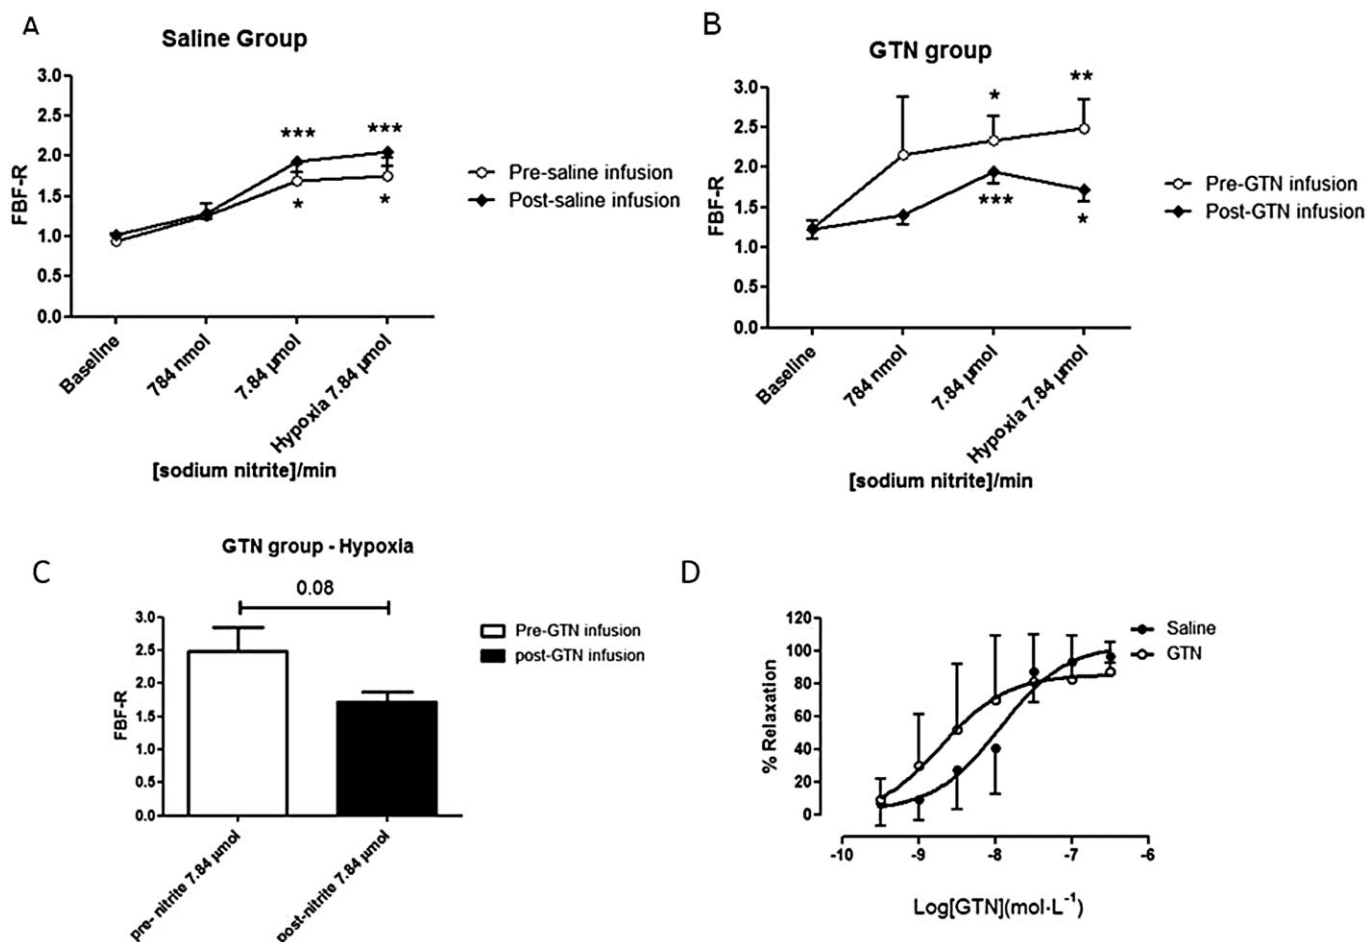 A
Saline Group
3.0
2.5
2.0
1.5
1.0
0.5
0.0
FBF-R
***
***
*
*
Baseline
784 nmol
7.84 µmol
Hypoxia 7.84 µmol
[sodium nitrite]/min
Pre-saline infusion
Post-saline infusion
B
GTN group
3.0
2.5
2.0
1.5
1.0
0.5
0.0
FBF-R
*
**
***
*
Baseline
784 nmol
7.84 µmol
Hypoxia 7.84 µmol
[sodium nitrite]/min
Pre-GTN infusion
Post-GTN infusion
C
GTN group - Hypoxia
0.08
3.0
2.5
2.0
1.5
1.0
0.5
0.0
FBF-R
pre- nitrite 7.84 µmol
post-nitrite 7.84 µmol
Pre-GTN infusion
post-GTN infusion
D
120
100
80
60
40
20
0
% Relaxation
-10
-9
-8
-7
-6
Log[GTN](mol·L⁻¹)
Saline
GTN